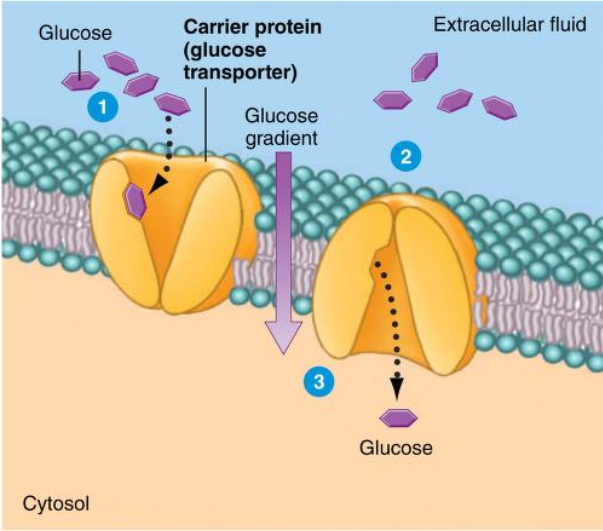 Glucose
Carrier protein
(glucose
transporter)
Extracellular fluid
1
Glucose
gradient
2
3
Glucose
Cytosol